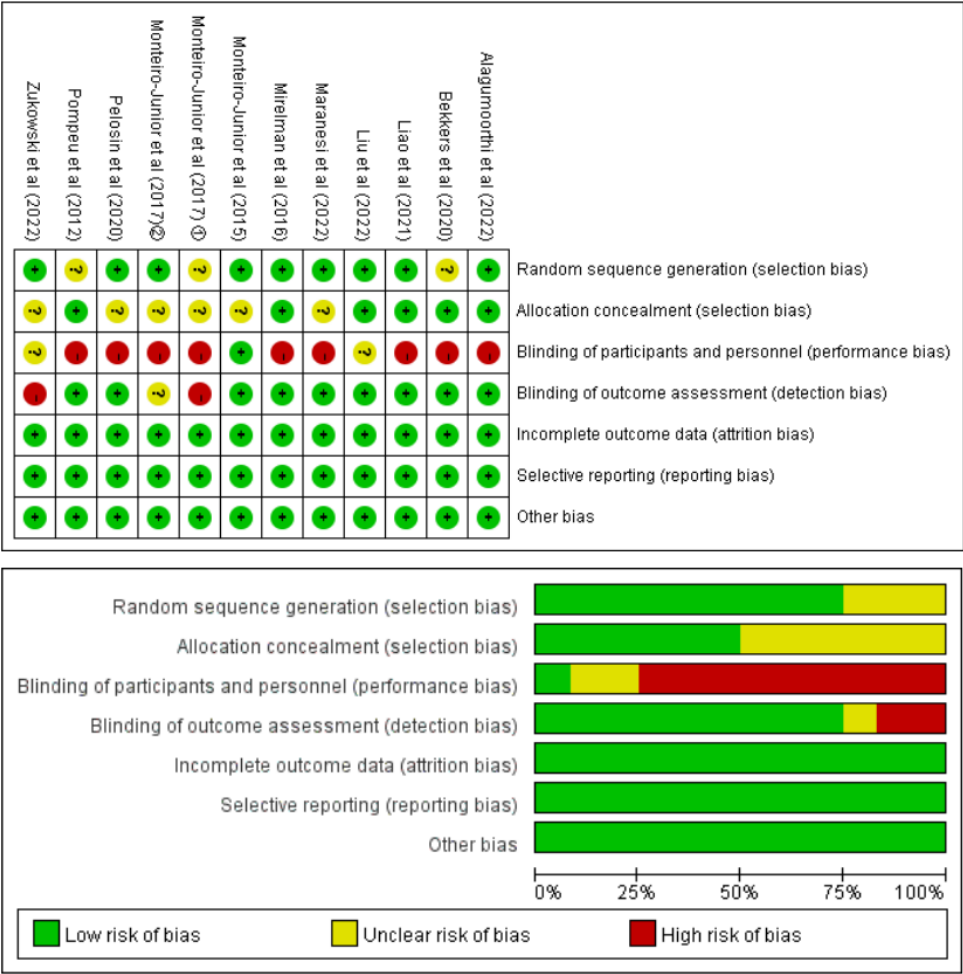 Zukowski et al (2022)
Pompeu et al (2012)
Pelosin et al (2020)
Monteiro-Junior et al (2017)②
Monteiro-Junior et al (2017) ①
Monteiro-Junior et al (2015)
Mirelman et al (2016)
Maranesi et al (2022)
Liu et al (2022)
Liao et al (2021)
Bekkers et al (2020)
Alagumoorthi et al (2022)
+ ? + + ? + + + + + ? + Random sequence generation (selection bias)
? + ? ? ? ? + ? + + + + Allocation concealment (selection bias)
? - - - - + - - ? - - - Blinding of participants and personnel (performance bias)
- + + ? - + + + + + + + Blinding of outcome assessment (detection bias)
+ + + + + + + + + + + + Incomplete outcome data (attrition bias)
+ + + + + + + + + + + + Selective reporting (reporting bias)
+ + + + + + + + + + + + Other bias
Random sequence generation (selection bias)
Allocation concealment (selection bias)
Blinding of participants and personnel (performance bias)
Blinding of outcome assessment (detection bias)
Incomplete outcome data (attrition bias)
Selective reporting (reporting bias)
Other bias
0% 25% 50% 75% 100%
Low risk of bias Unclear risk of bias High risk of bias